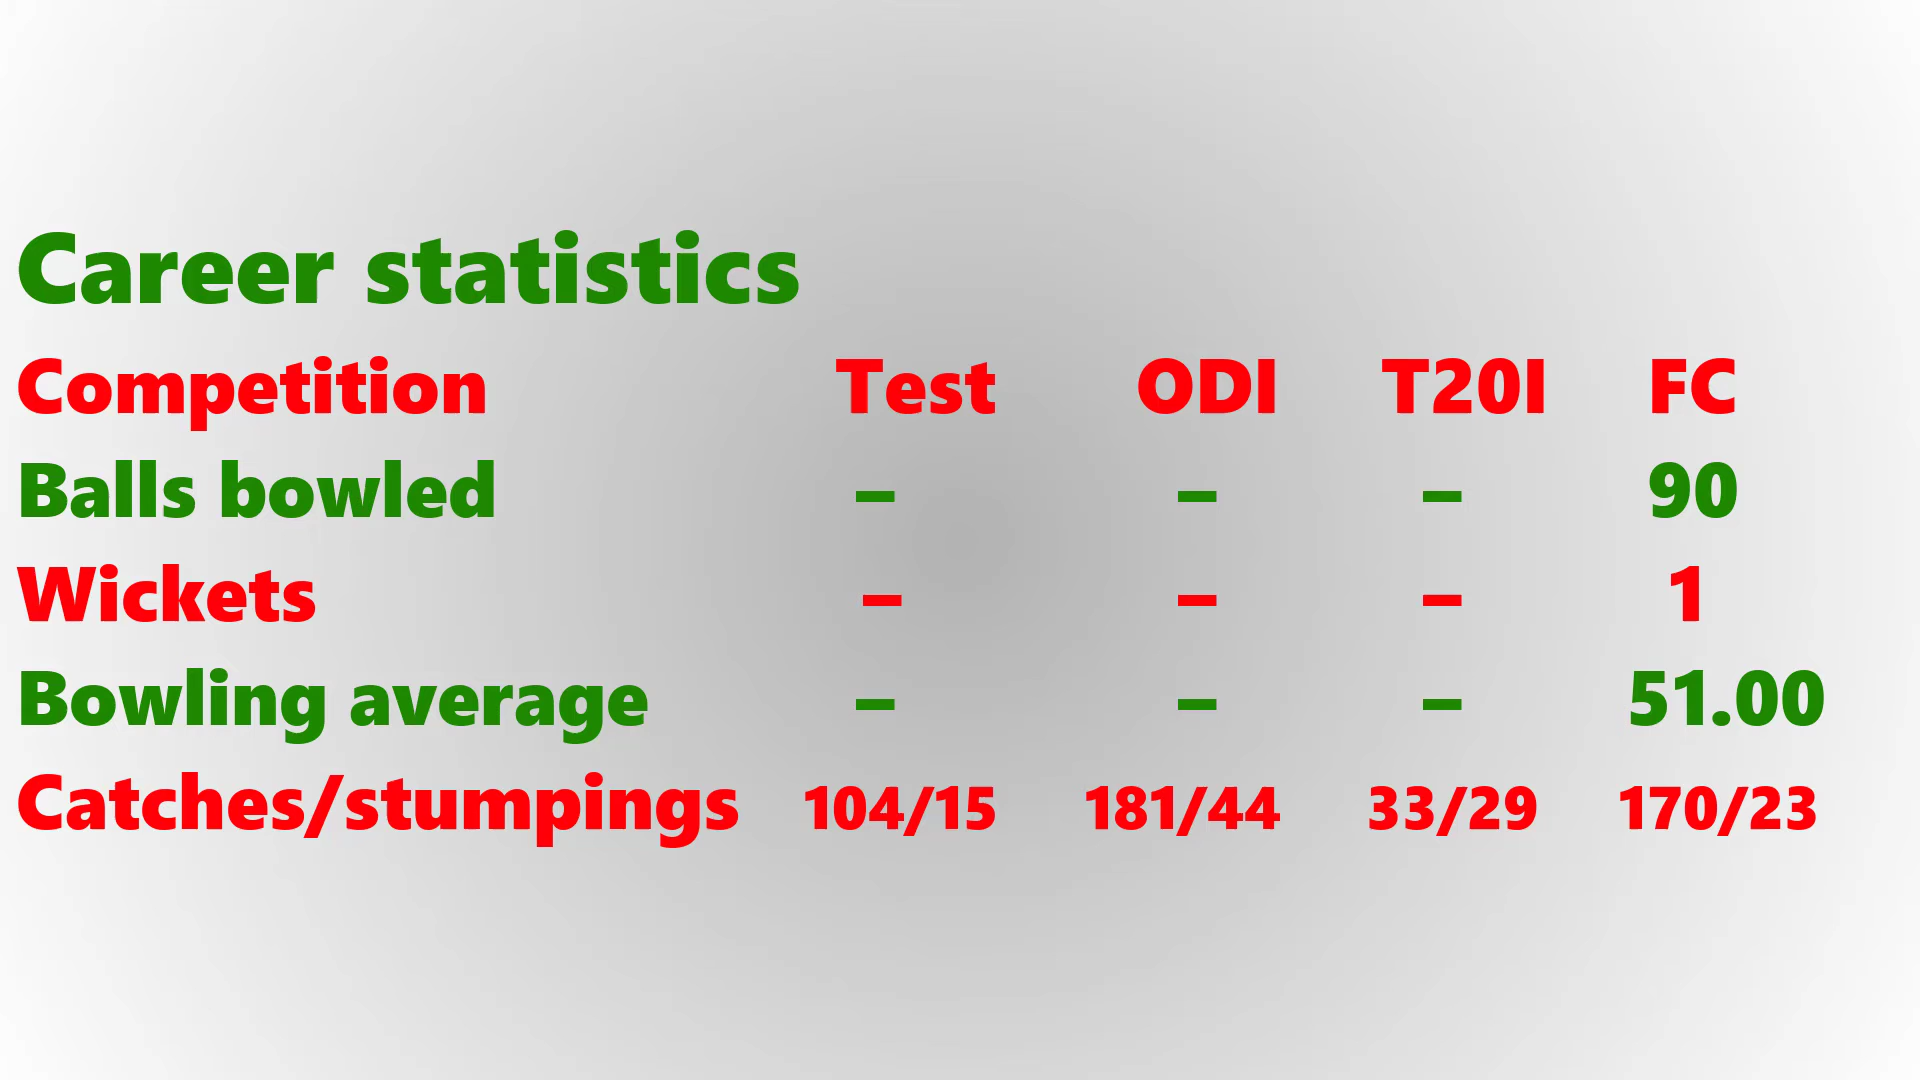 Career statistics
Competition Test ODI T20I FC
Balls bowled – – – 90
Wickets – – – 1
Bowling average – – – 51.00
Catches/stumpings 104/15 181/44 33/29 170/23